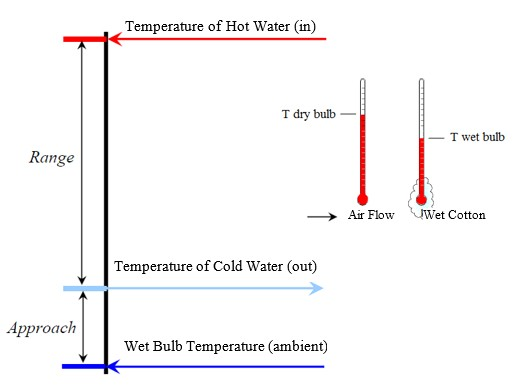 Temperature of Hot Water (in)
T dry bulb
T wet bulb
Range
Air Flow
Wet Cotton
Temperature of Cold Water (out)
Approach
Wet Bulb Temperature (ambient)